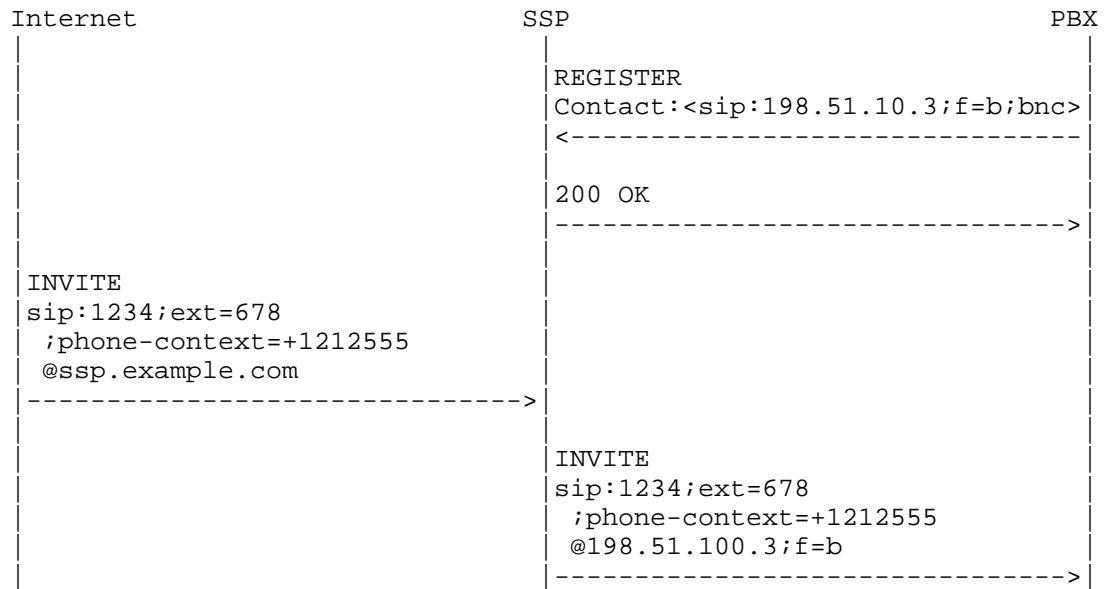 Internet SSP PBX
REGISTER
Contact:<sip:198.51.10.3;f=b;bnc>
<--------------------------------
200 OK
-------------------------------->
INVITE
sip:1234;ext=678
;phone-context=+1212555
@ssp.example.com
------------------------------->
INVITE
sip:1234;ext=678
;phone-context=+1212555
@198.51.100.3;f=b
-------------------------------->